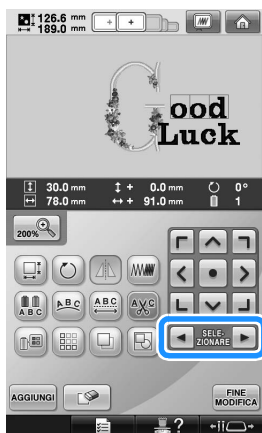 126.6 mm
189.0 mm
ood
Luck
30.0 mm + 0.0 mm 0°
78.0 mm + 91.0 mm 1
200%
A B C A B C A B C A X C
SELE-
ZIONARE
AGGIUNGI
FINE
MODIFICA
?